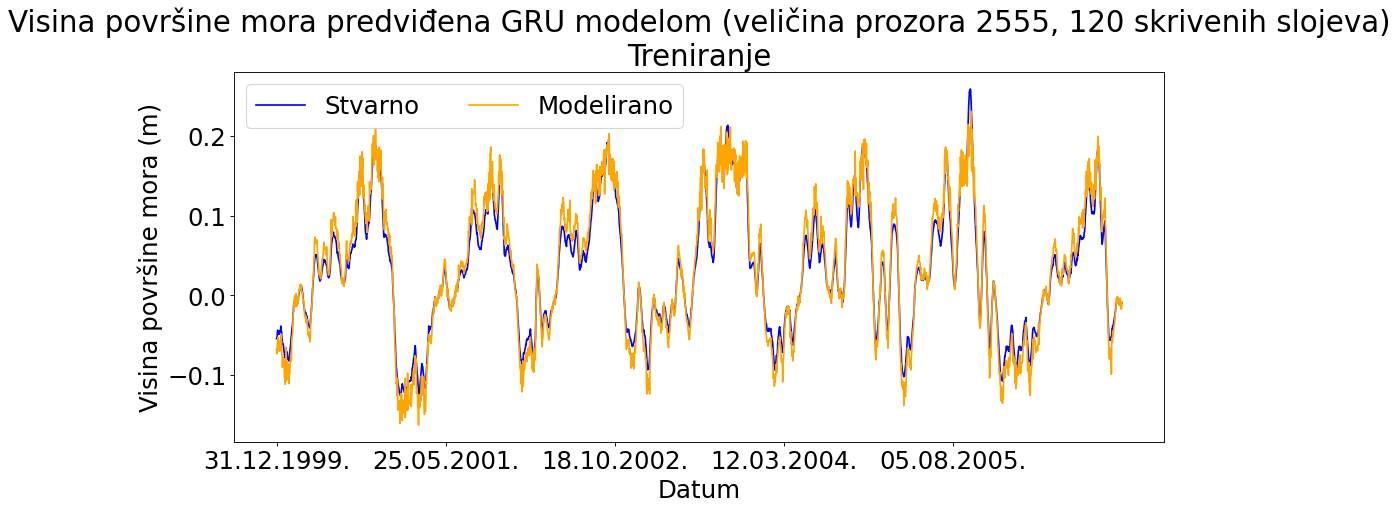 Visina površine mora predviđena GRU modelom (veličina prozora 2555, 120 skrivenih slojeva)
Treniranje
Stvarno
Modelirano
Visina površine mora (m)
0.2
0.1
0.0
−0.1
31.12.1999.
25.05.2001.
18.10.2002.
12.03.2004.
05.08.2005.
Datum